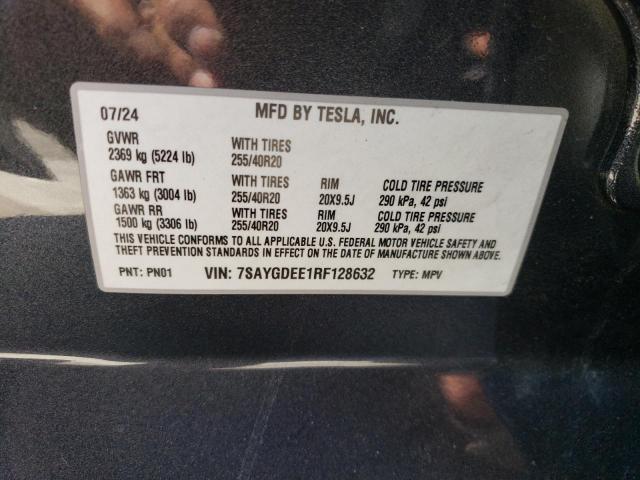 07/24 MFD BY TESLA, INC.
GVWR WITH TIRES
2369 kg (5224 lb) 255/40R20
GAWR FRT WITH TIRES RIM COLD TIRE PRESSURE
1363 kg (3004 lb) 255/40R20 20X9.5J 290 kPa, 42 psi
GAWR RR WITH TIRES RIM COLD TIRE PRESSURE
1500 kg (3306 lb) 255/40R20 20X9.5J 290 kPa, 42 psi
THIS VEHICLE CONFORMS TO ALL APPLICABLE U.S. FEDERAL MOTOR VEHICLE SAFETY AND
THEFT PREVENTION STANDARDS IN EFFECT ON THE DATE OF MANUFACTURE SHOWN ABOVE.
PNT: PN01 VIN: 7SAYGDEE1RF128632 TYPE: MPV